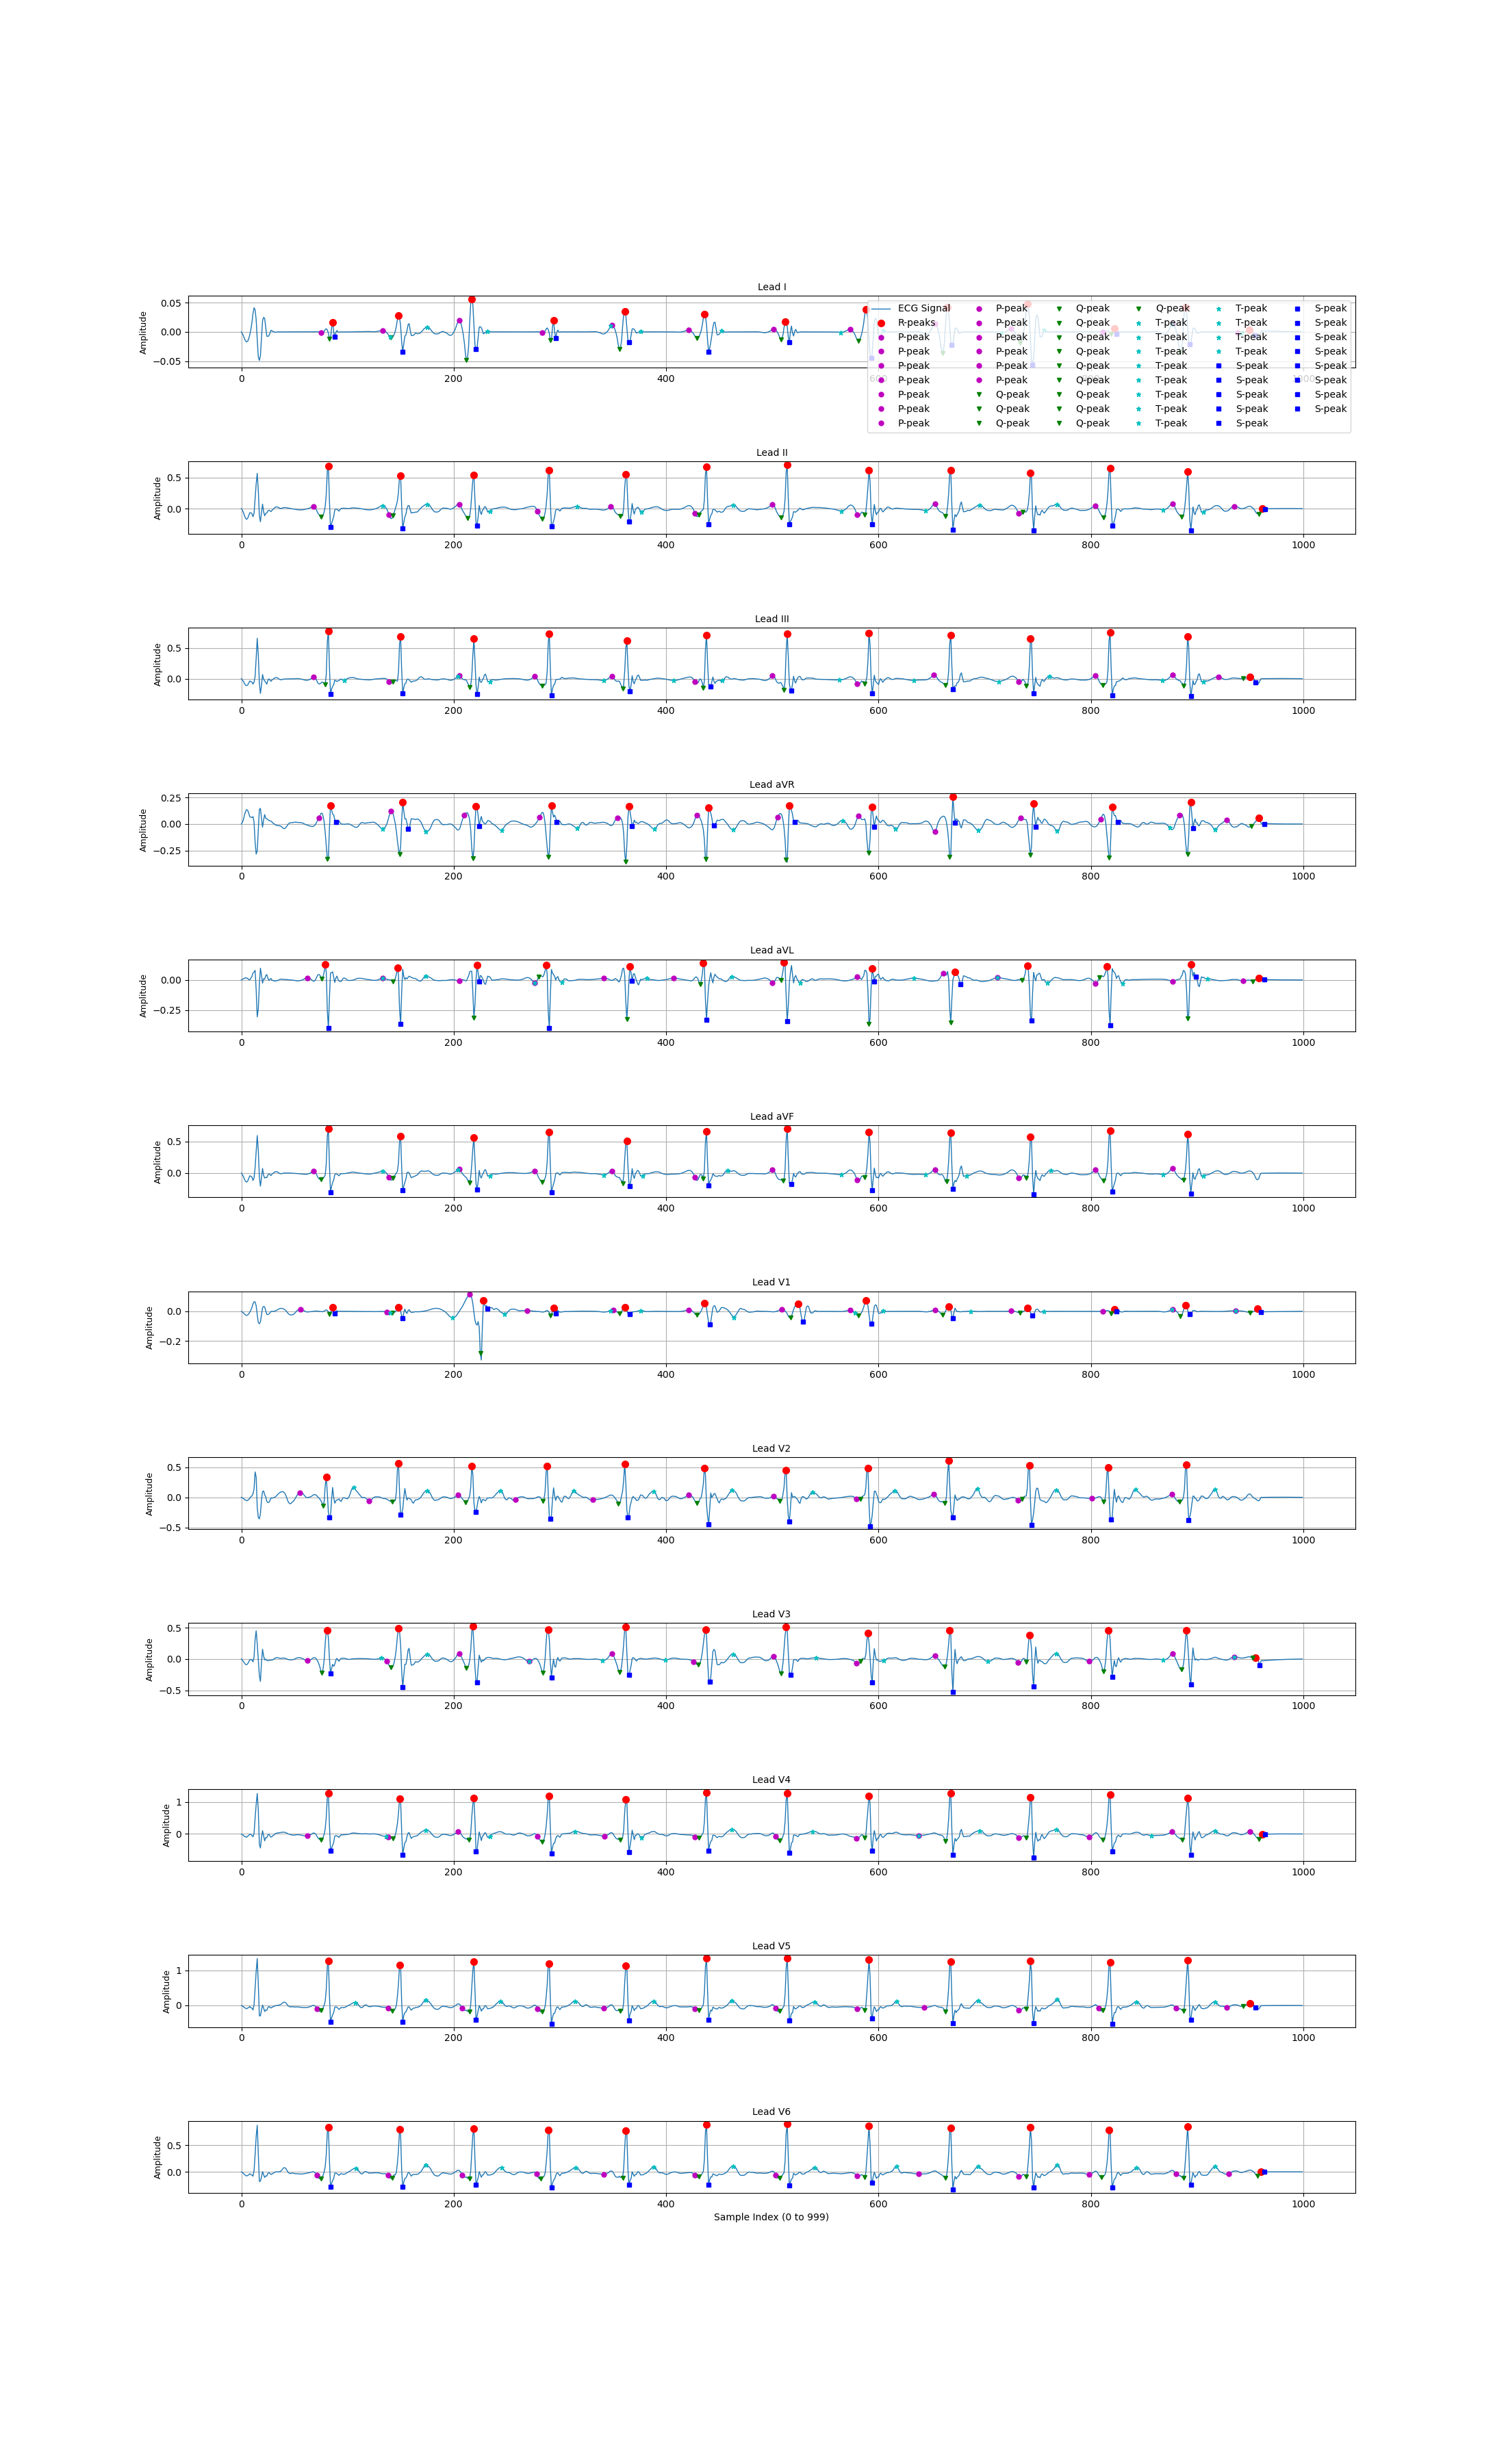 Lead I
Amplitude
0.05
0.00
−0.05
0 200 400 600 800 1000
ECG Signal P-peak Q-peak Q-peak T-peak S-peak
R-peaks P-peak Q-peak T-peak T-peak S-peak
P-peak P-peak Q-peak T-peak T-peak S-peak
P-peak P-peak Q-peak T-peak T-peak S-peak
P-peak P-peak Q-peak T-peak S-peak S-peak
P-peak P-peak Q-peak T-peak S-peak S-peak
P-peak Q-peak Q-peak T-peak S-peak S-peak
P-peak Q-peak Q-peak T-peak S-peak S-peak
P-peak Q-peak Q-peak T-peak S-peak
Lead II
Amplitude
0.5
0.0
0 200 400 600 800 1000
Lead III
Amplitude
0.5
0.0
0 200 400 600 800 1000
Lead aVR
Amplitude
0.25
0.00
−0.25
0 200 400 600 800 1000
Lead aVL
Amplitude
0.00
−0.25
0 200 400 600 800 1000
Lead aVF
Amplitude
0.5
0.0
0 200 400 600 800 1000
Lead V1
Amplitude
0.0
−0.2
0 200 400 600 800 1000
Lead V2
Amplitude
0.5
0.0
−0.5
0 200 400 600 800 1000
Lead V3
Amplitude
0.5
0.0
−0.5
0 200 400 600 800 1000
Lead V4
Amplitude
1
0
0 200 400 600 800 1000
Lead V5
Amplitude
1
0
0 200 400 600 800 1000
Lead V6
Amplitude
0.5
0.0
0 200 400 600 800 1000
Sample Index (0 to 999)